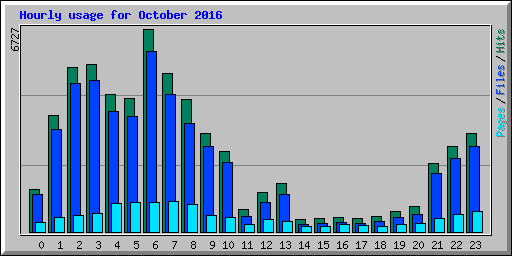 Hourly usage for October 2016
6727
Pages/Files/Hits
0 1 2 3 4 5 6 7 8 9 10 11 12 13 14 15 16 17 18 19 20 21 22 23